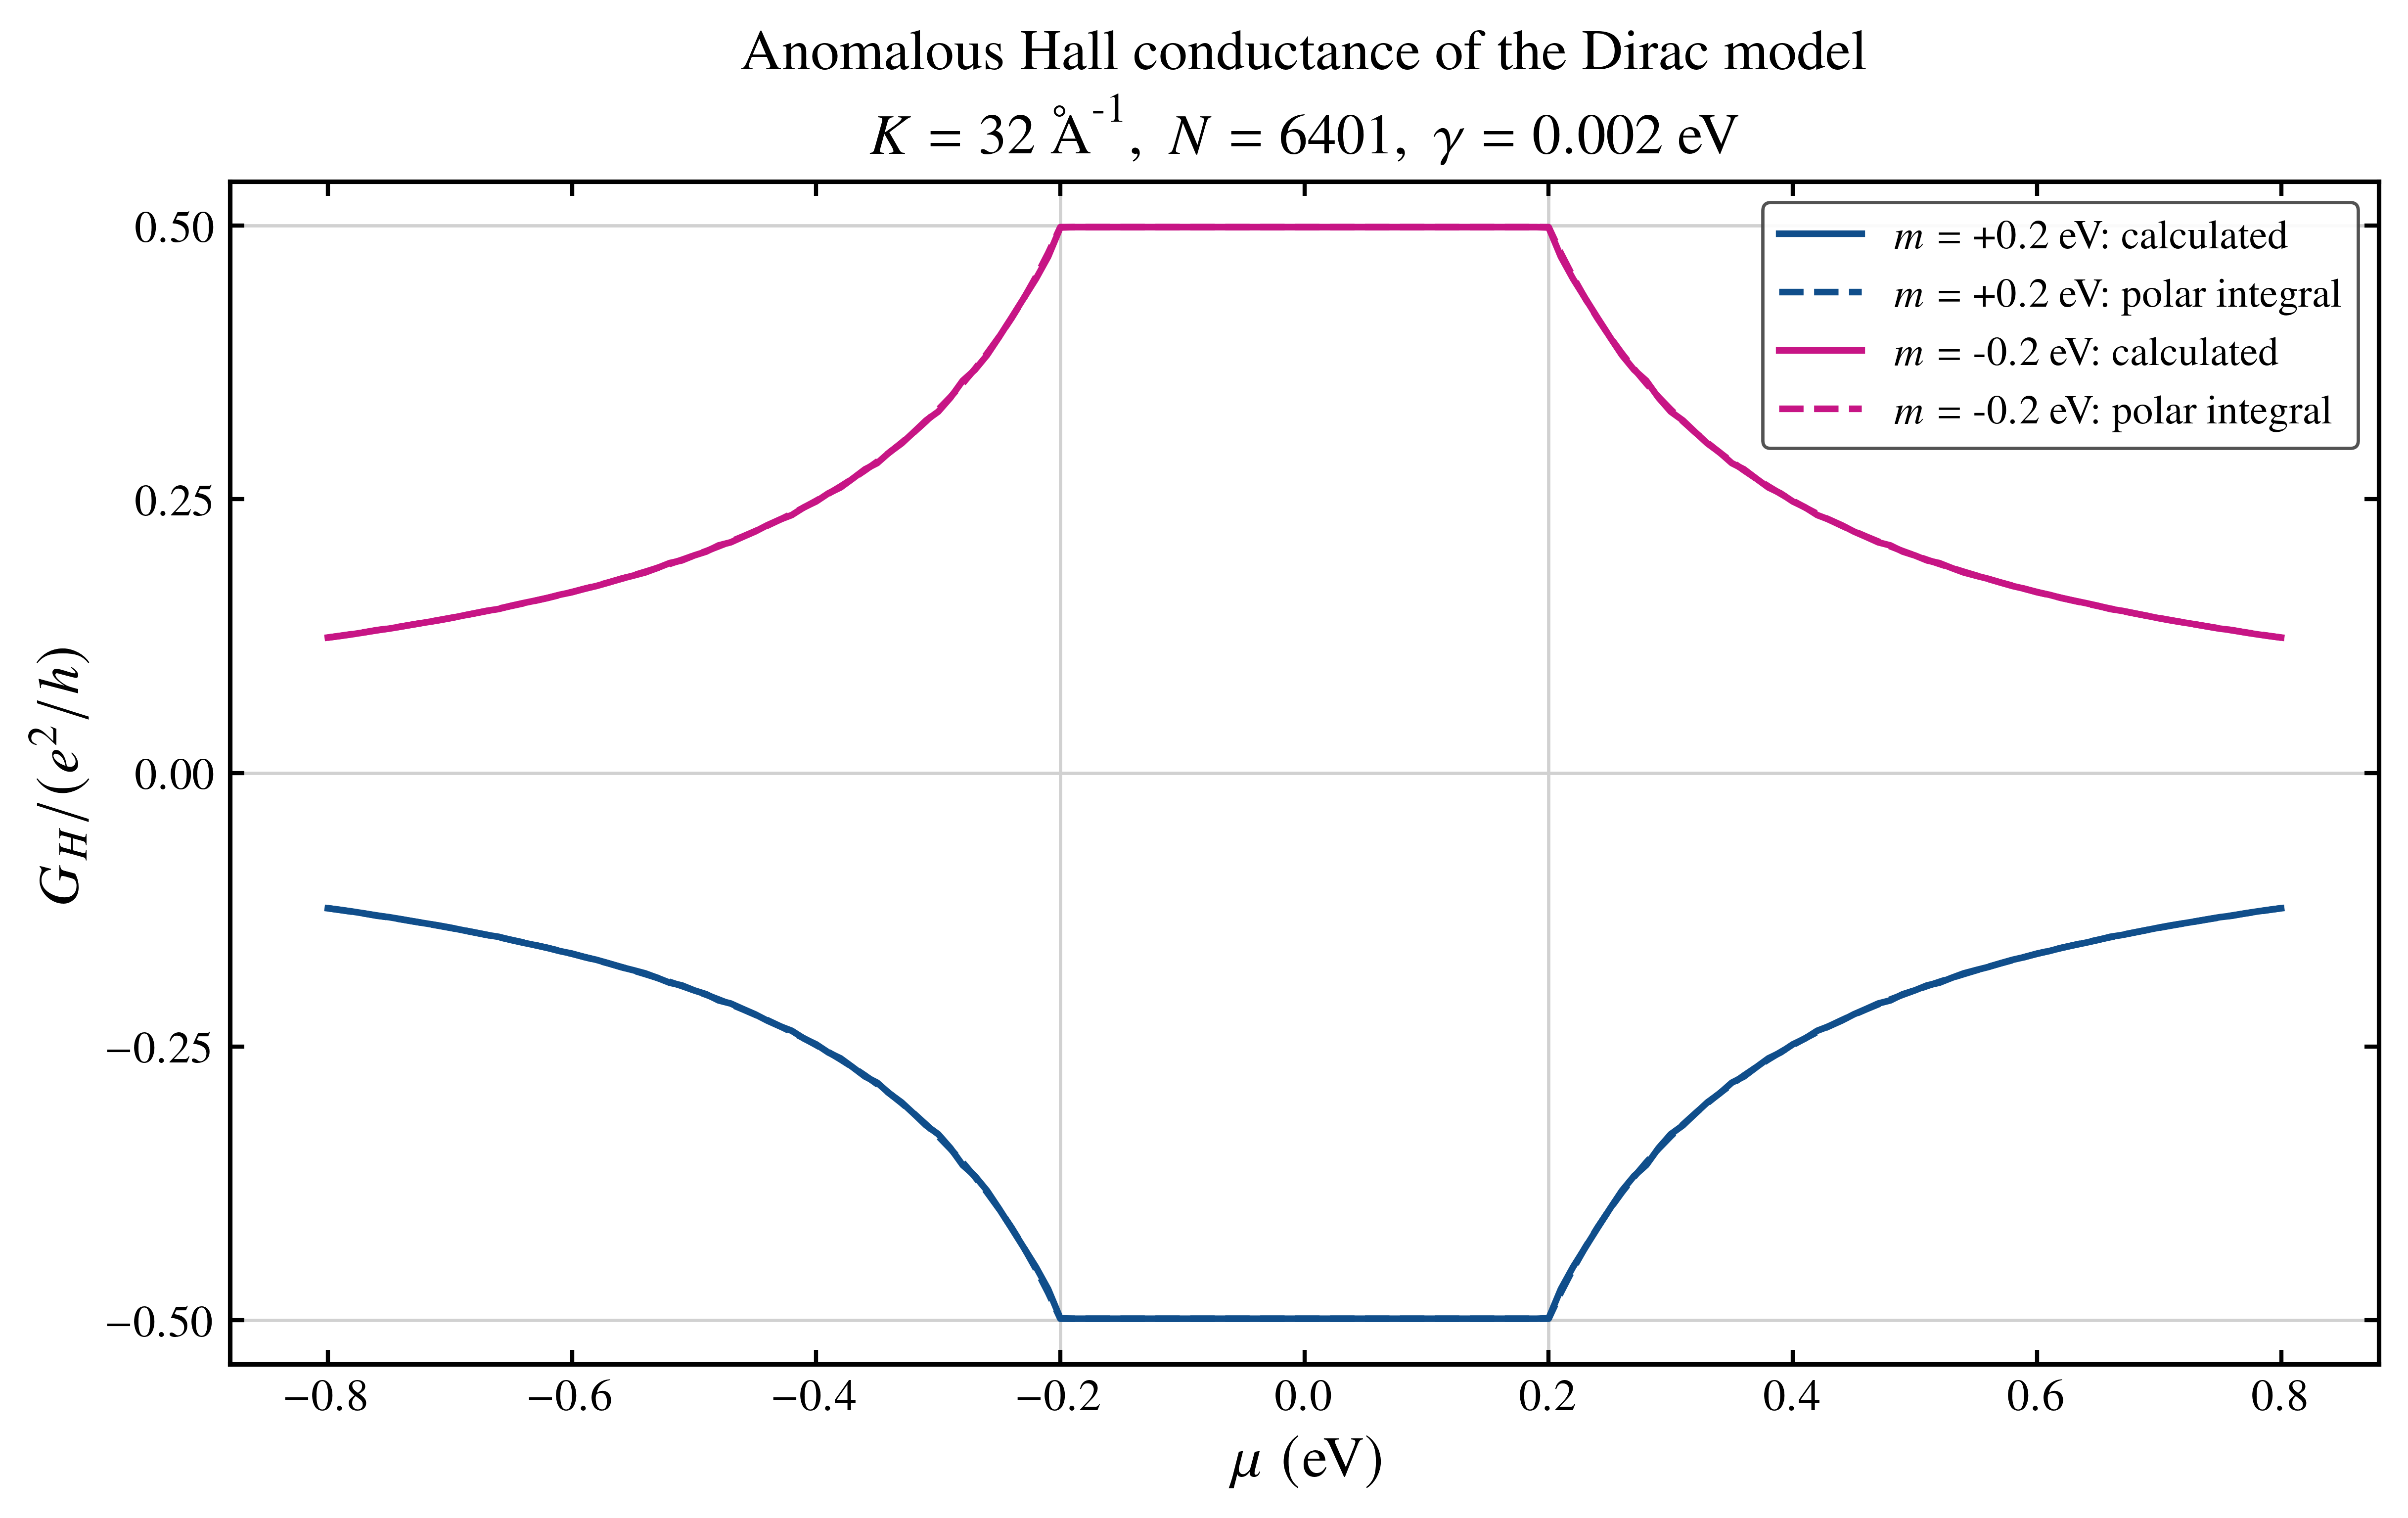 Anomalous Hall conductance of the Dirac model
K = 32 Å⁻¹, N = 6401, γ = 0.002 eV
m = +0.2 eV: calculated
m = +0.2 eV: polar integral
m = -0.2 eV: calculated
m = -0.2 eV: polar integral
G_H/(e²/h)
0.50
0.25
0.00
−0.25
−0.50
−0.8 −0.6 −0.4 −0.2 0.0 0.2 0.4 0.6 0.8
μ (eV)